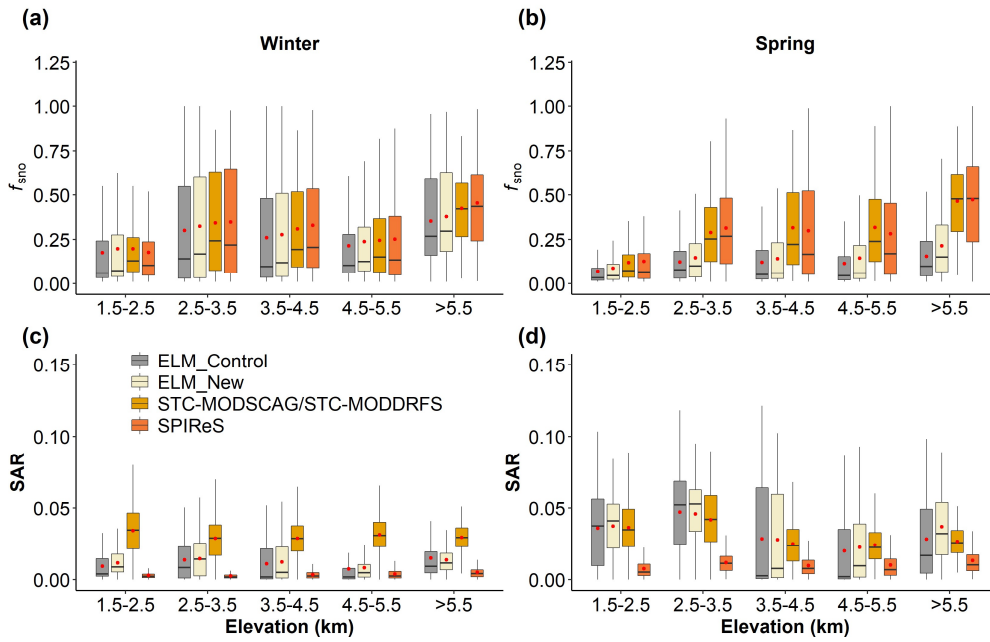 (a)
Winter
1.25
1.00
0.75
0.50
0.25
0.00
fsno
1.5-2.5 2.5-3.5 3.5-4.5 4.5-5.5 >5.5
(b)
Spring
1.25
1.00
0.75
0.50
0.25
0.00
fsno
1.5-2.5 2.5-3.5 3.5-4.5 4.5-5.5 >5.5
(c)
0.15
0.10
0.05
0.00
SAR
ELM_Control
ELM_New
STC-MODSCAG/STC-MODDRFS
SPIReS
1.5-2.5 2.5-3.5 3.5-4.5 4.5-5.5 >5.5
Elevation (km)
(d)
0.15
0.10
0.05
0.00
SAR
1.5-2.5 2.5-3.5 3.5-4.5 4.5-5.5 >5.5
Elevation (km)